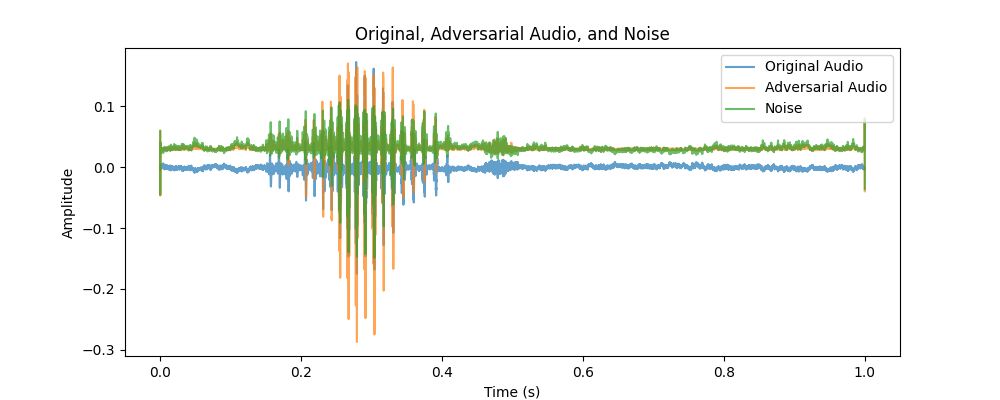 Original, Adversarial Audio, and Noise
Original Audio
Adversarial Audio
Noise
Amplitude
0.1
0.0
−0.1
−0.2
−0.3
0.0 0.2 0.4 0.6 0.8 1.0
Time (s)